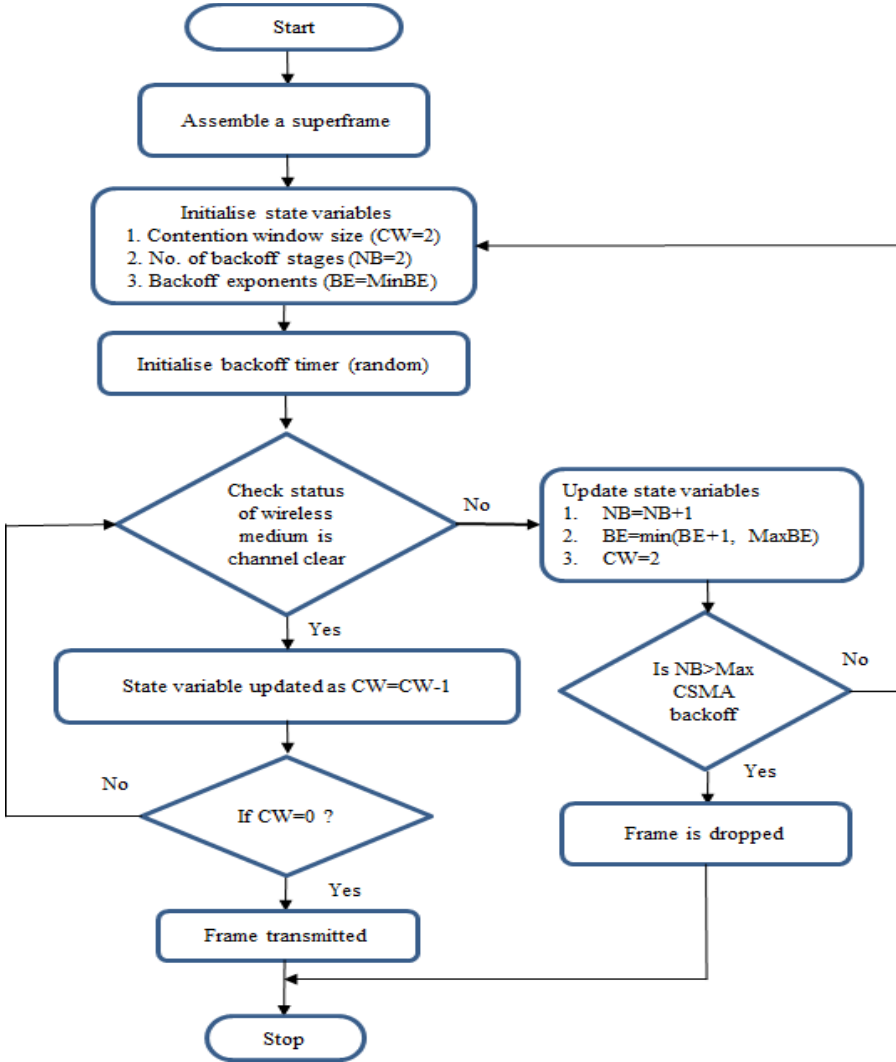 Start
Assemble a superframe
Initialise state variables
1. Contention window size (CW=2)
2. No. of backoff stages (NB=2)
3. Backoff exponents (BE=MinBE)
Initialise backoff timer (random)
Check status
of wireless
medium is
channel clear
No
Update state variables
1. NB=NB+1
2. BE=min(BE+1, MaxBE)
3. CW=2
Yes
State variable updated as CW=CW-1
Is NB>Max
CSMA
backoff
No
No
If CW=0 ?
Yes
Frame is dropped
Yes
Frame transmitted
Stop